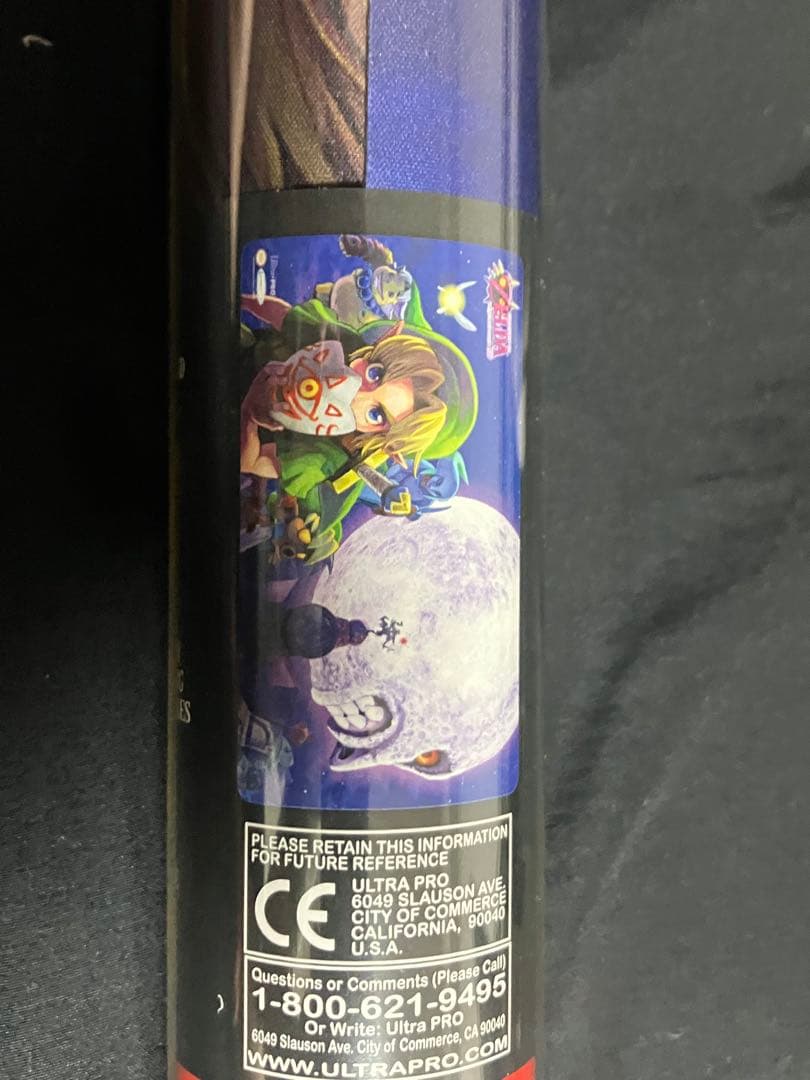 ZELDA
ES
PLEASE RETAIN THIS INFORMATION
FOR FUTURE REFERENCE
CE
ULTRA PRO
6049 SLAUSON AVE.
CITY OF COMMERCE
CALIFORNIA, 90040
U.S.A.
Questions or Comments (Please Call)
1-800-621-9495
Or Write: Ultra PRO
6049 Slauson Ave. City of Commerce, CA 90040
WWW.ULTRAPRO.COM